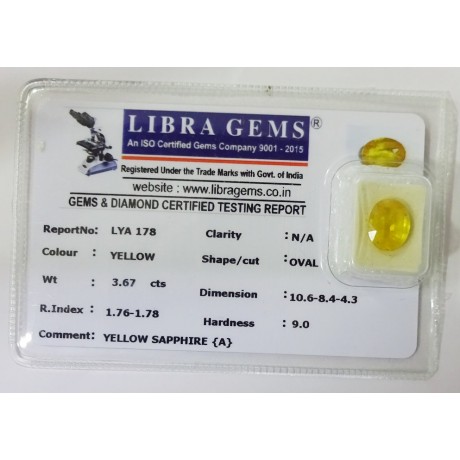 LIBRA GEMS®
An ISO Certified Gems Company 9001 - 2015
Registered Under the Trade Marks with Govt. of India
website : www.libragems.co.in
GEMS & DIAMOND CERTIFIED TESTING REPORT
ReportNo: LYA 178 Clarity : N/A
Colour : YELLOW Shape/cut : OVAL
Wt : 3.67 cts Dimension :10.6-8.4-4.3
R.Index : 1.76-1.78 Hardness : 9.0
Comment: YELLOW SAPPHIRE {A}